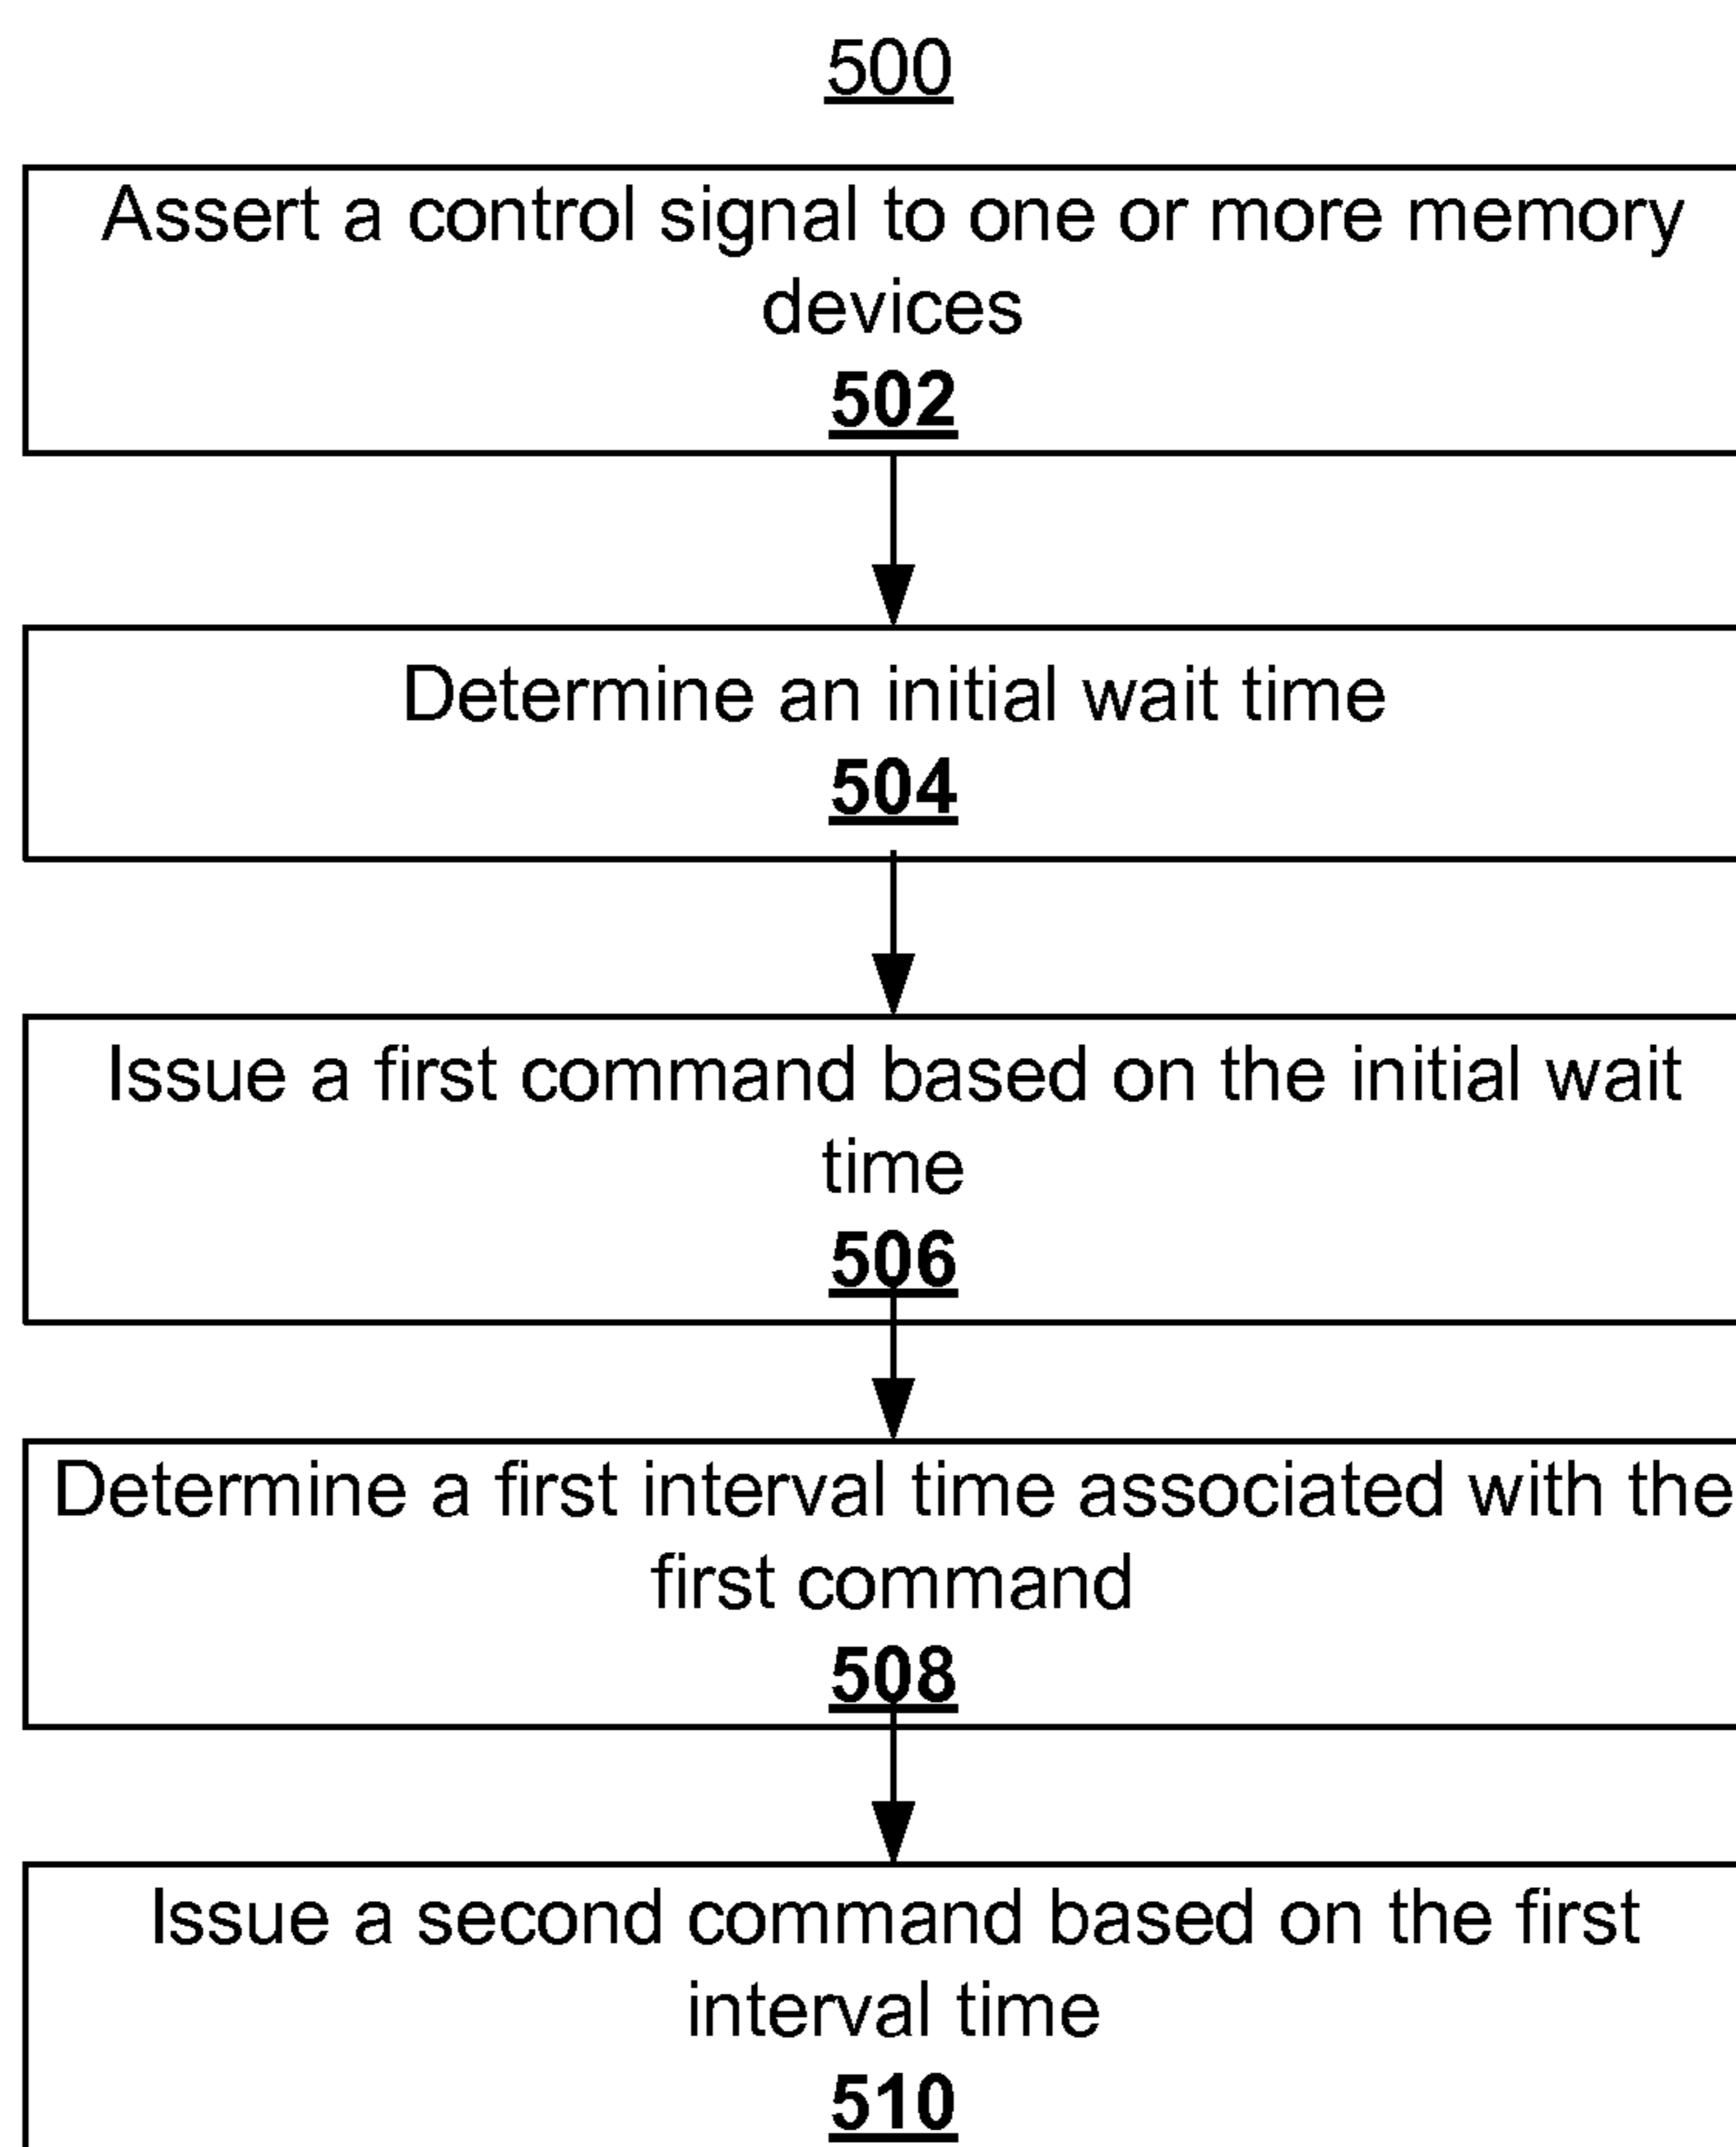 500
Assert a control signal to one or more memory
devices
502
Determine an initial wait time
504
Issue a first command based on the initial wait
time
506
Determine a first interval time associated with the
first command
508
Issue a second command based on the first
interval time
510